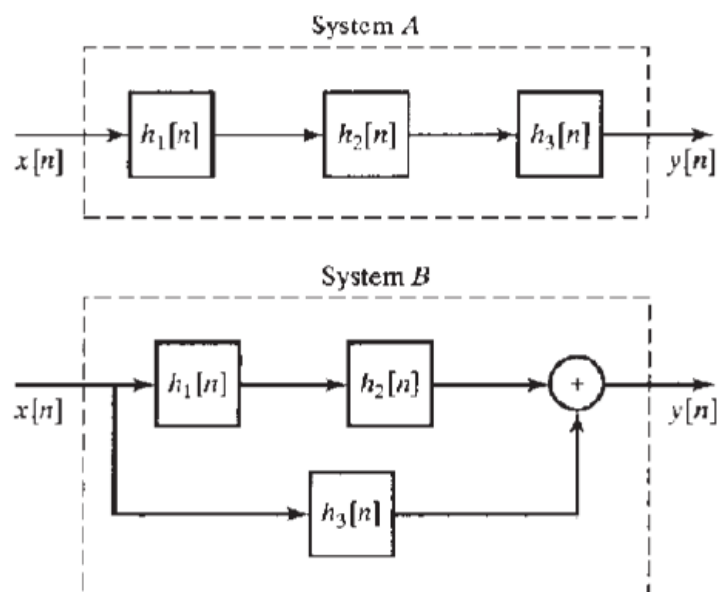 System A
h₁[n]
h₂[n]
h₃[n]
x[n]
y[n]
System B
h₁[n]
h₂[n]
+
x[n]
y[n]
h₃[n]